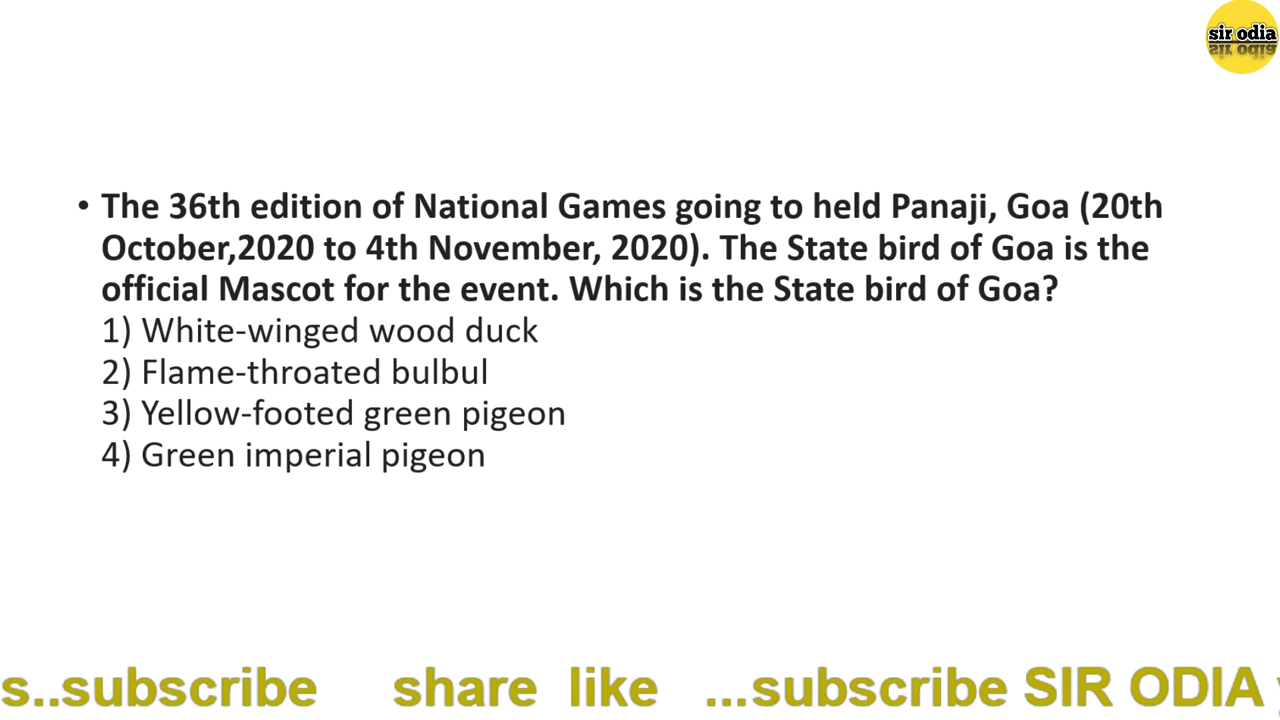 sir odia
• The 36th edition of National Games going to held Panaji, Goa (20th
October,2020 to 4th November, 2020). The State bird of Goa is the
official Mascot for the event. Which is the State bird of Goa?
1) White-winged wood duck
2) Flame-throated bulbul
3) Yellow-footed green pigeon
4) Green imperial pigeon
s..subscribe share like ...subscribe SIR ODIA